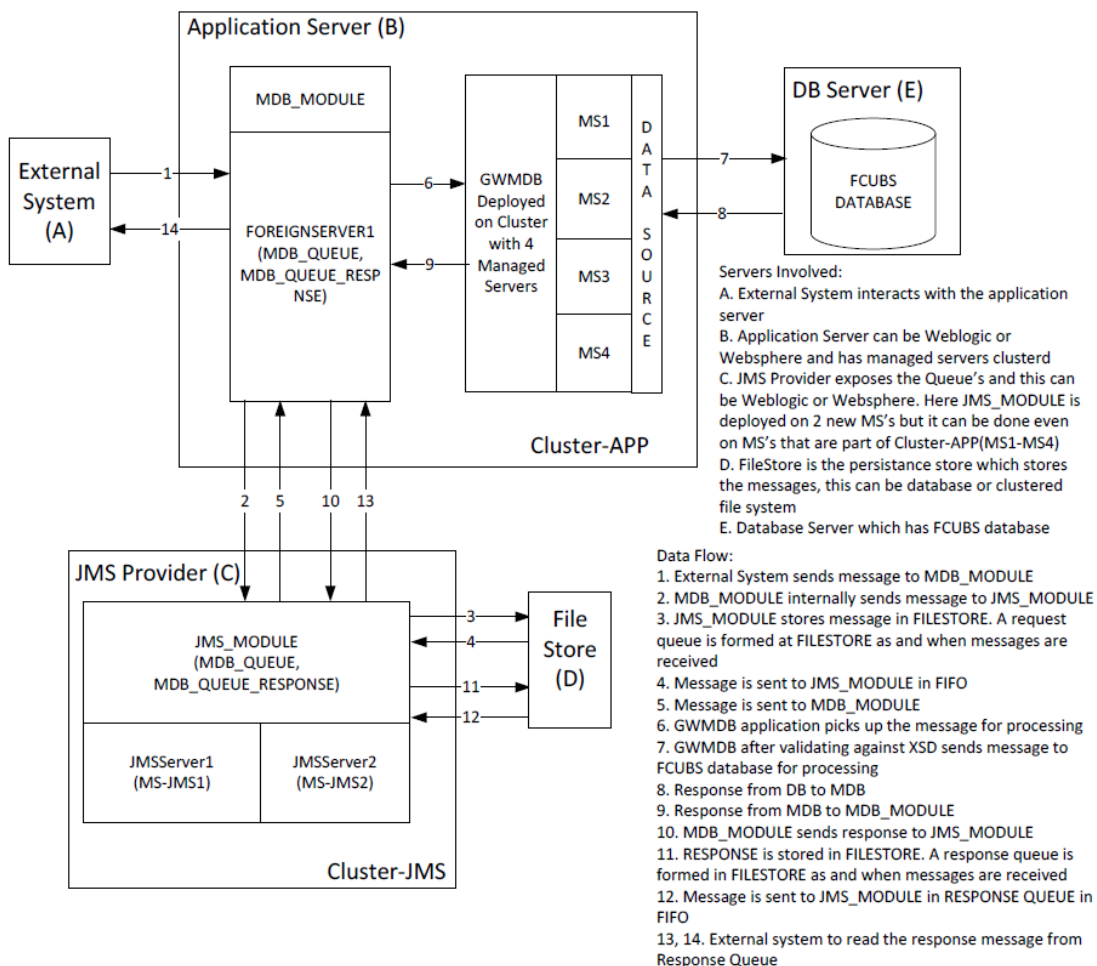 Application Server (B)
MDB_MODULE
FOREIGNSERVER1
(MDB_QUEUE,
MDB_QUEUE_RESP
NSE)
External
System
(A)
1
14
6
9
GWMDB
Deployed
on Cluster
with 4
Managed
Servers
MS1
MS2
MS3
MS4
D
A
T
A
S
O
U
R
C
E
7
8
DB Server (E)
FCUBS
DATABASE
Cluster-APP
2
5
10
13
JMS Provider (C)
JMS_MODULE
(MDB_QUEUE,
MDB_QUEUE_RESPONSE)
JMSServer1
(MS-JMS1)
JMSServer2
(MS-JMS2)
Cluster-JMS
3
4
11
12
File
Store
(D)
Servers Involved:
A. External System interacts with the application
server
B. Application Server can be Weblogic or
Websphere and has managed servers clusterd
C. JMS Provider exposes the Queue's and this can
be Weblogic or Websphere. Here JMS_MODULE is
deployed on 2 new MS's but it can be done even
on MS's that are part of Cluster-APP(MS1-MS4)
D. FileStore is the persistance store which stores
the messages, this can be database or clustered
file system
E. Database Server which has FCUBS database
Data Flow:
1. External System sends message to MDB_MODULE
2. MDB_MODULE internally sends message to JMS_MODULE
3. JMS_MODULE stores message in FILESTORE. A request
queue is formed at FILESTORE as and when messages are
received
4. Message is sent to JMS_MODULE in FIFO
5. Message is sent to MDB_MODULE
6. GWMDB application picks up the message for processing
7. GWMDB after validating against XSD sends message to
FCUBS database for processing
8. Response from DB to MDB
9. Response from MDB to MDB_MODULE
10. MDB_MODULE sends response to JMS_MODULE
11. RESPONSE is stored in FILESTORE. A response queue is
formed in FILESTORE as and when messages are received
12. Message is sent to JMS_MODULE in RESPONSE QUEUE in
FIFO
13, 14. External system to read the response message from
Response Queue